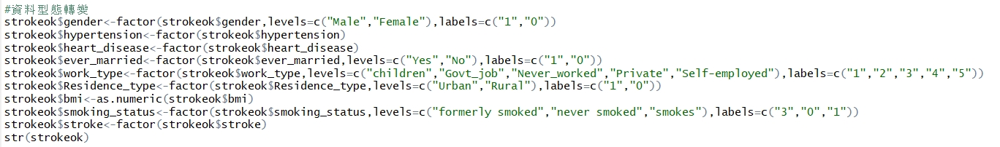 #資料型態轉變
strokeok$gender<-factor(strokeok$gender,levels=c("Male","Female"),labels=c("1","0"))
strokeok$hypertension<-factor(strokeok$hypertension)
strokeok$heart_disease<-factor(strokeok$heart_disease)
strokeok$ever_married<-factor(strokeok$ever_married,levels=c("Yes","No"),labels=c("1","0"))
strokeok$work_type<-factor(strokeok$work_type,levels=c("children","Govt_job","Never_worked","Private","Self-employed"),labels=c("1","2","3","4","5"))
strokeok$Residence_type<-factor(strokeok$Residence_type,levels=c("Urban","Rural"),labels=c("1","0"))
strokeok$bmi<-as.numeric(strokeok$bmi)
strokeok$smoking_status<-factor(strokeok$smoking_status,levels=c("formerly smoked","never smoked","smokes"),labels=c("3","0","1"))
strokeok$stroke<-factor(strokeok$stroke)
str(strokeok)